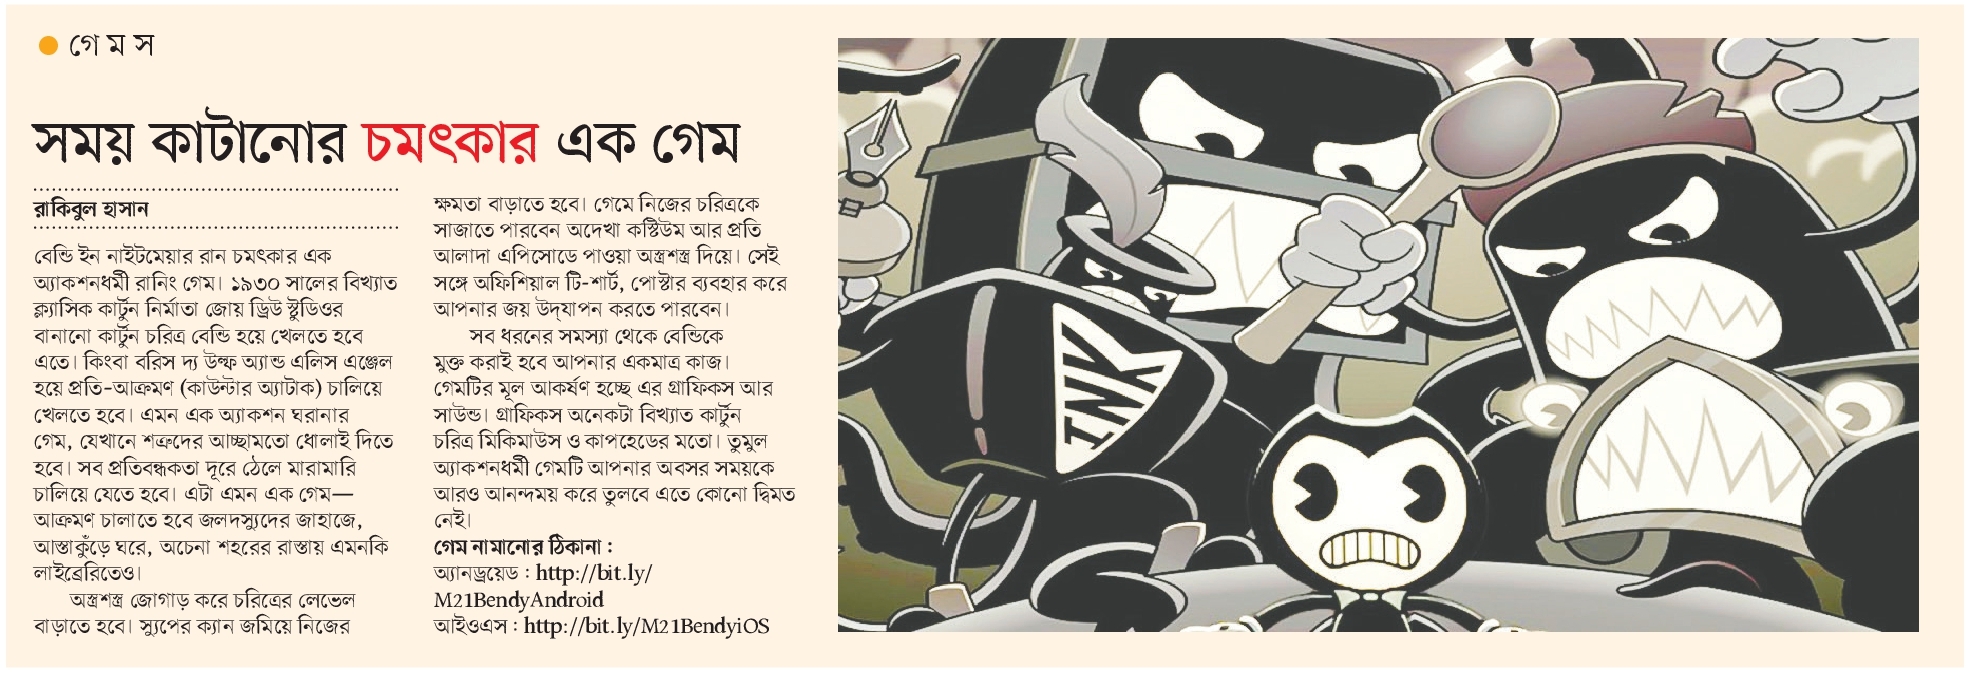 গেমস
সময় কাটানোর চমৎকার এক গেম
রাকিবুল হাসান
বেন্ডি ইন নাইটমেয়ার রান চমৎকার এক
অ্যাকশনধর্মী রানিং গেম। ১৯৩০ সালের বিখ্যাত
ক্ল্যাসিক কার্টুন নির্মাতা জোয় ড্রিউ স্টুডিওর
বানানো কার্টুন চরিত্র বেন্ডি হয়ে খেলতে হবে
এতে। কিংবা বরিস দ্য উল্ফ অ্যান্ড এলিস এঞ্জেল
হয়ে প্রতি-আক্রমণ (কাউন্টার অ্যাটাক) চালিয়ে
খেলতে হবে। এমন এক অ্যাকশন ঘরানার
গেম, যেখানে শত্রুদের আচ্ছামতো ধোলাই দিতে
হবে। সব প্রতিবন্ধকতা দূরে ঠেলে মারামারি
চালিয়ে যেতে হবে। এটা এমন এক গেম—
আক্রমণ চালাতে হবে জলদস্যুদের জাহাজে,
আস্তাকুঁড়ে ঘরে, অচেনা শহরের রাস্তায় এমনকি
লাইব্রেরিতেও।
অস্ত্রশস্ত্র জোগাড় করে চরিত্রের লেভেল
বাড়াতে হবে। স্যুপের ক্যান জমিয়ে নিজের
ক্ষমতা বাড়াতে হবে। গেমে নিজের চরিত্রকে
সাজাতে পারবেন অদেখা কস্টিউম আর প্রতি
আলাদা এপিসোডে পাওয়া অস্ত্রশস্ত্র দিয়ে। সেই
সঙ্গে অফিশিয়াল টি-শার্ট, পোস্টার ব্যবহার করে
আপনার জয় উদ্‌যাপন করতে পারবেন।
সব ধরনের সমস্যা থেকে বেন্ডিকে
মুক্ত করাই হবে আপনার একমাত্র কাজ।
গেমটির মূল আকর্ষণ হচ্ছে এর গ্রাফিকস আর
সাউন্ড। গ্রাফিকস অনেকটা বিখ্যাত কার্টুন
চরিত্র মিকিমাউস ও কাপহেডের মতো। তুমুল
অ্যাকশনধর্মী গেমটি আপনার অবসর সময়কে
আরও আনন্দময় করে তুলবে এতে কোনো দ্বিমত
নেই।
গেম নামানোর ঠিকানা :
অ্যানড্রয়েড : http://bit.ly/
M21BendyAndroid
আইওএস : http://bit.ly/M21BendyiOS
INK